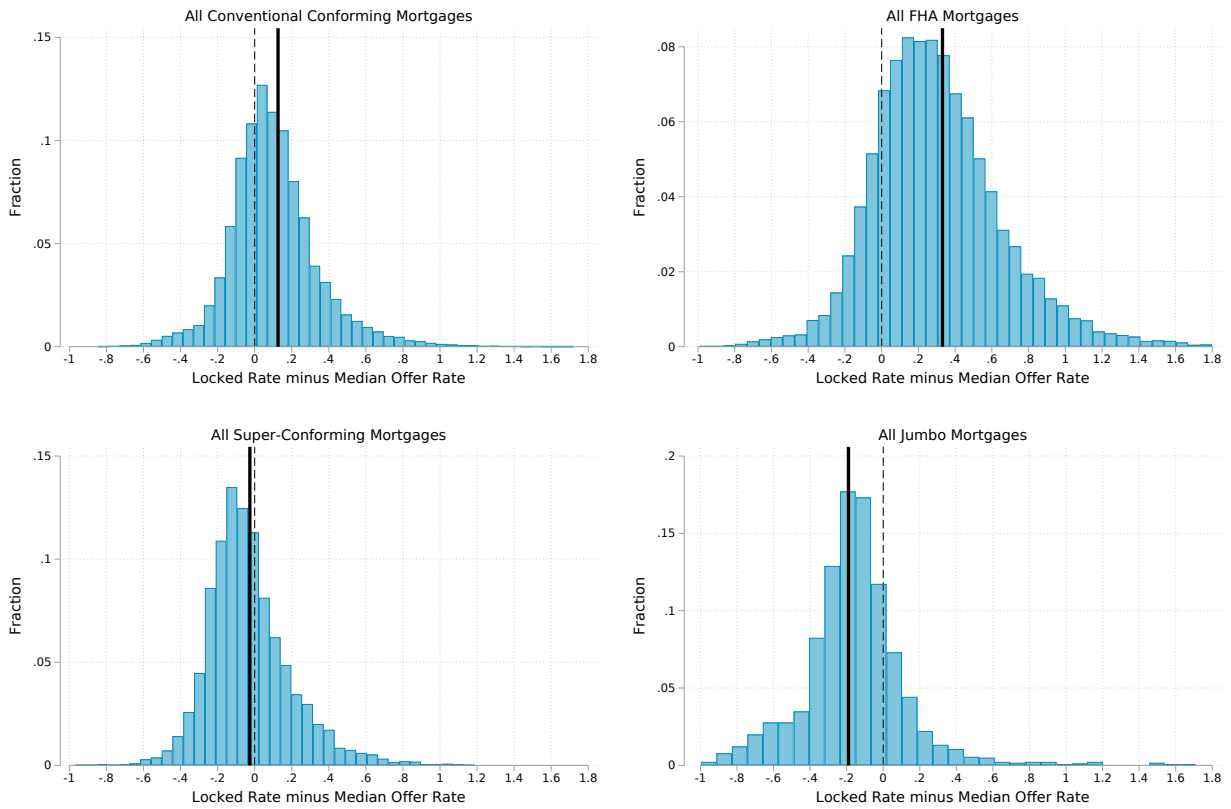 All Conventional Conforming Mortgages
.15
.1
.05
0
Fraction
-1 -.8 -.6 -.4 -.2 0 .2 .4 .6 .8 1 1.2 1.4 1.6 1.8
Locked Rate minus Median Offer Rate
All FHA Mortgages
.08
.06
.04
.02
0
Fraction
-1 -.8 -.6 -.4 -.2 0 .2 .4 .6 .8 1 1.2 1.4 1.6 1.8
Locked Rate minus Median Offer Rate
All Super-Conforming Mortgages
.15
.1
.05
0
Fraction
-1 -.8 -.6 -.4 -.2 0 .2 .4 .6 .8 1 1.2 1.4 1.6 1.8
Locked Rate minus Median Offer Rate
All Jumbo Mortgages
.2
.15
.1
.05
0
Fraction
-1 -.8 -.6 -.4 -.2 0 .2 .4 .6 .8 1 1.2 1.4 1.6 1.8
Locked Rate minus Median Offer Rate